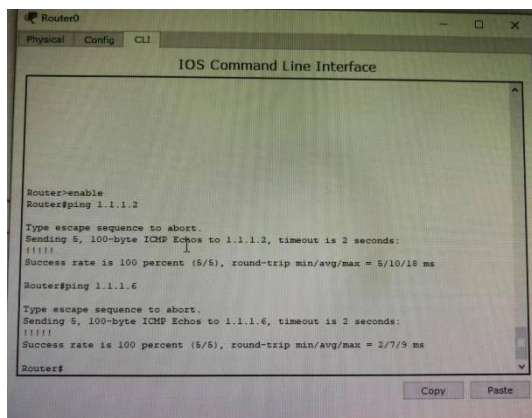 Router0
Physical Config CLI
IOS Command Line Interface
Router>enable
Router#ping 1.1.1.2
Type escape sequence to abort.
Sending 5, 100-byte ICMP Echos to 1.1.1.2, timeout is 2 seconds:
!!!!!
Success rate is 100 percent (5/5), round-trip min/avg/max = 5/10/18 ms
Router#ping 1.1.1.6
Type escape sequence to abort.
Sending 5, 100-byte ICMP Echos to 1.1.1.6, timeout is 2 seconds:
!!!!!
Success rate is 100 percent (5/5), round-trip min/avg/max = 2/7/9 ms
Router#
Copy Paste